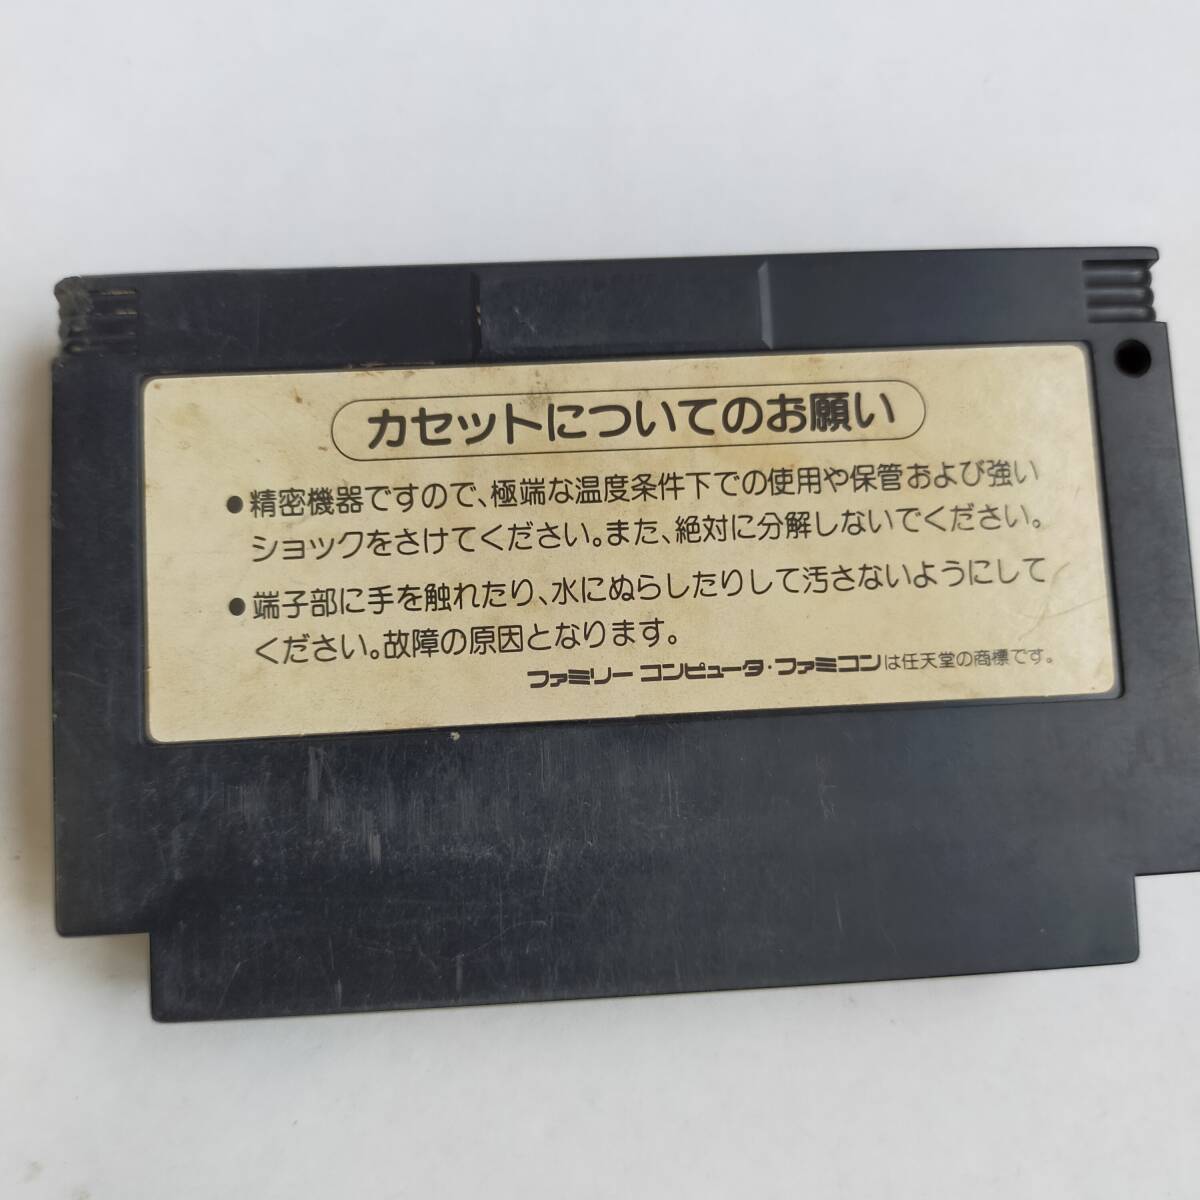 カセットについてのお願い
●精密機器ですので、極端な温度条件下での使用や保管および強い
ショックをさけてください。また、絶対に分解しないでください。
●端子部に手を触れたり、水にぬらしたりして汚さないようにして
ください。故障の原因となります。
ファミリー コンピュータ・ファミコンは任天堂の商標です。